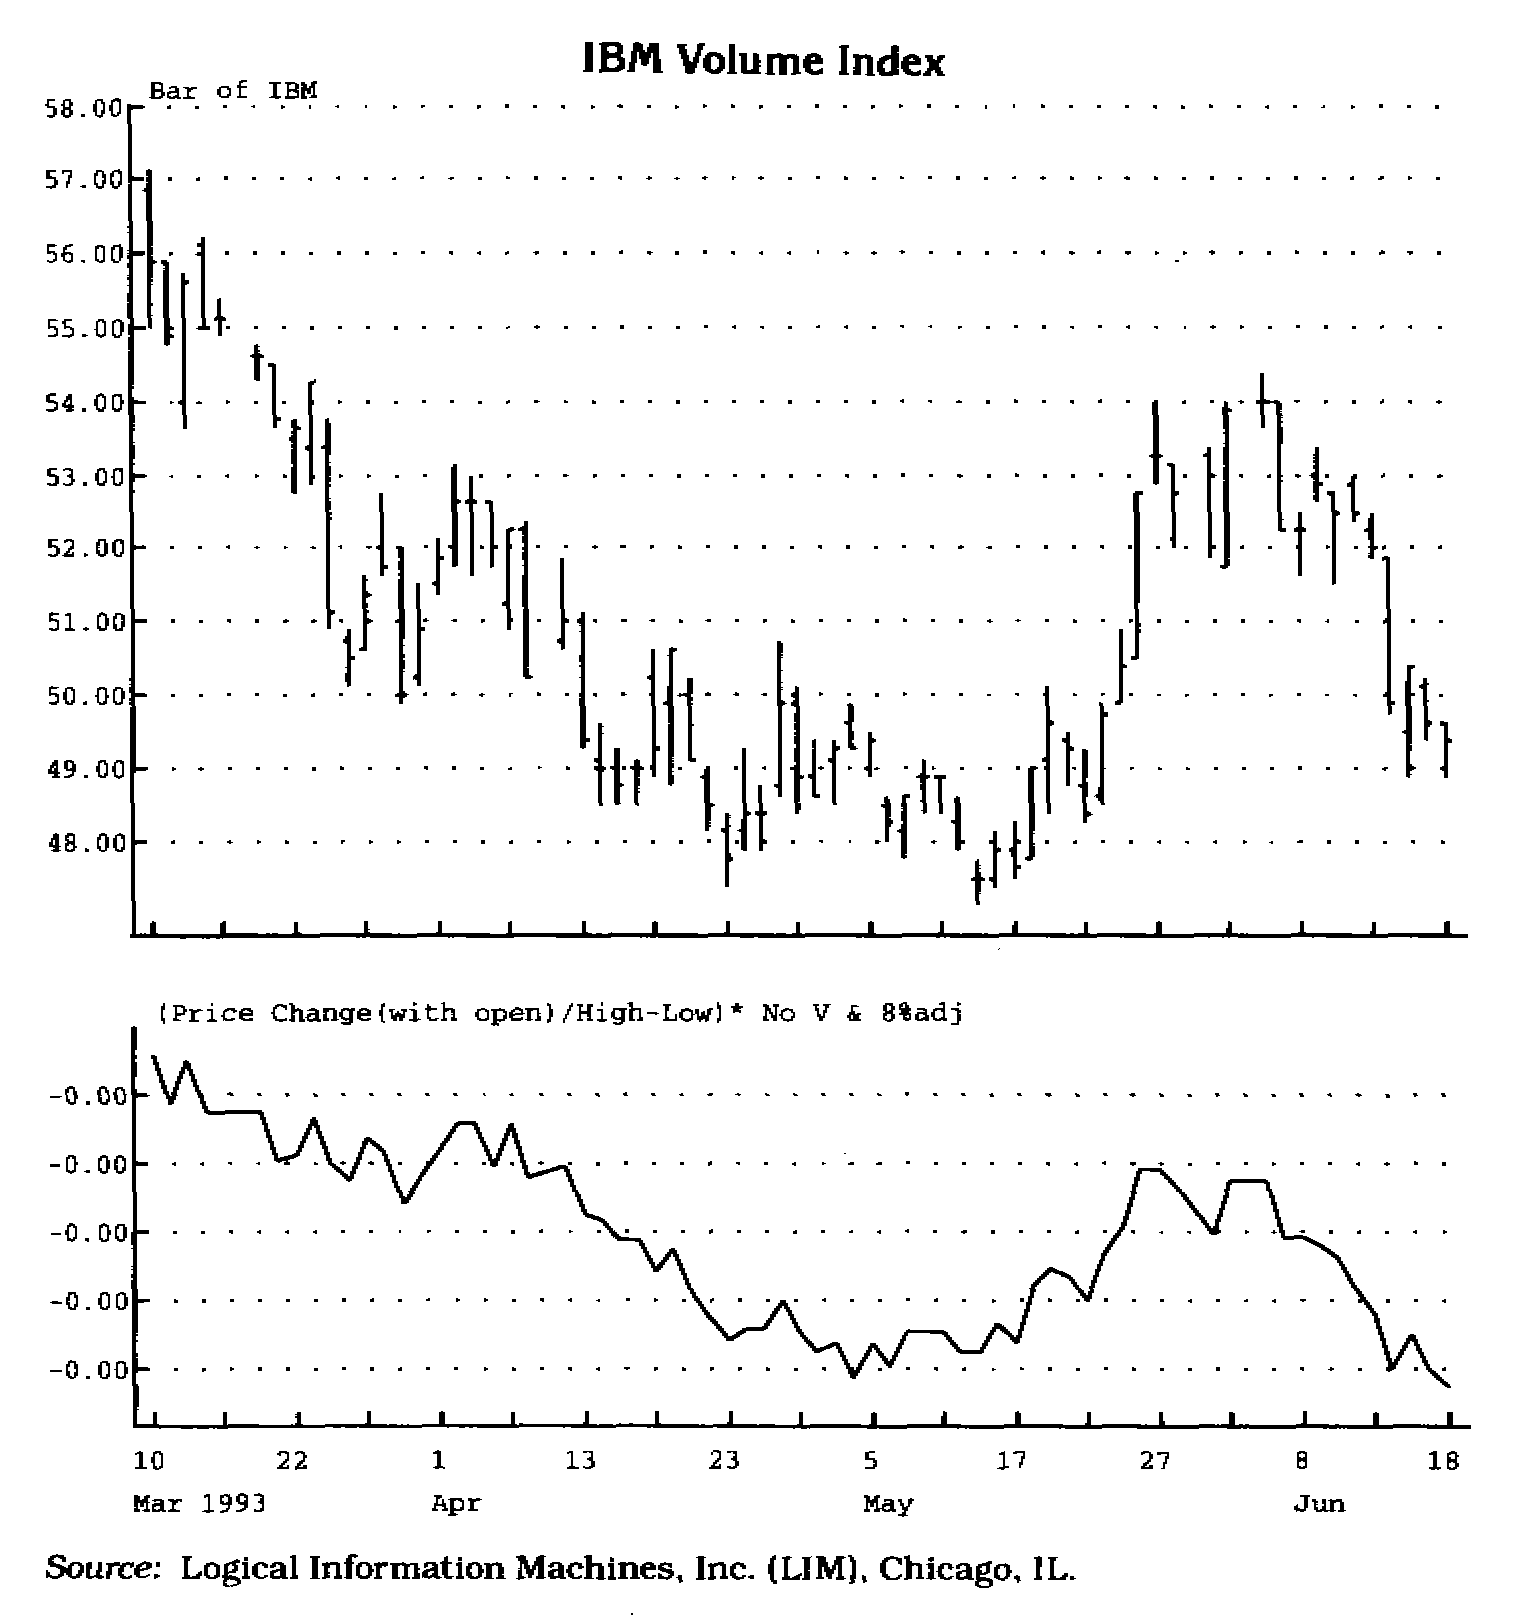 IBM Volume Index
Bar of IBM
58.00
57.00
56.00
55.00
54.00
53.00
52.00
51.00
50.00
49.00
48.00
(Price Change(with open)/High-Low)* No V & 8%adj
-0.00
-0.00
-0.00
-0.00
-0.00
10 22 1 13 23 5 17 27 8 18
Mar 1993 Apr May Jun
Source: Logical Information Machines, Inc. (LIM), Chicago, IL.